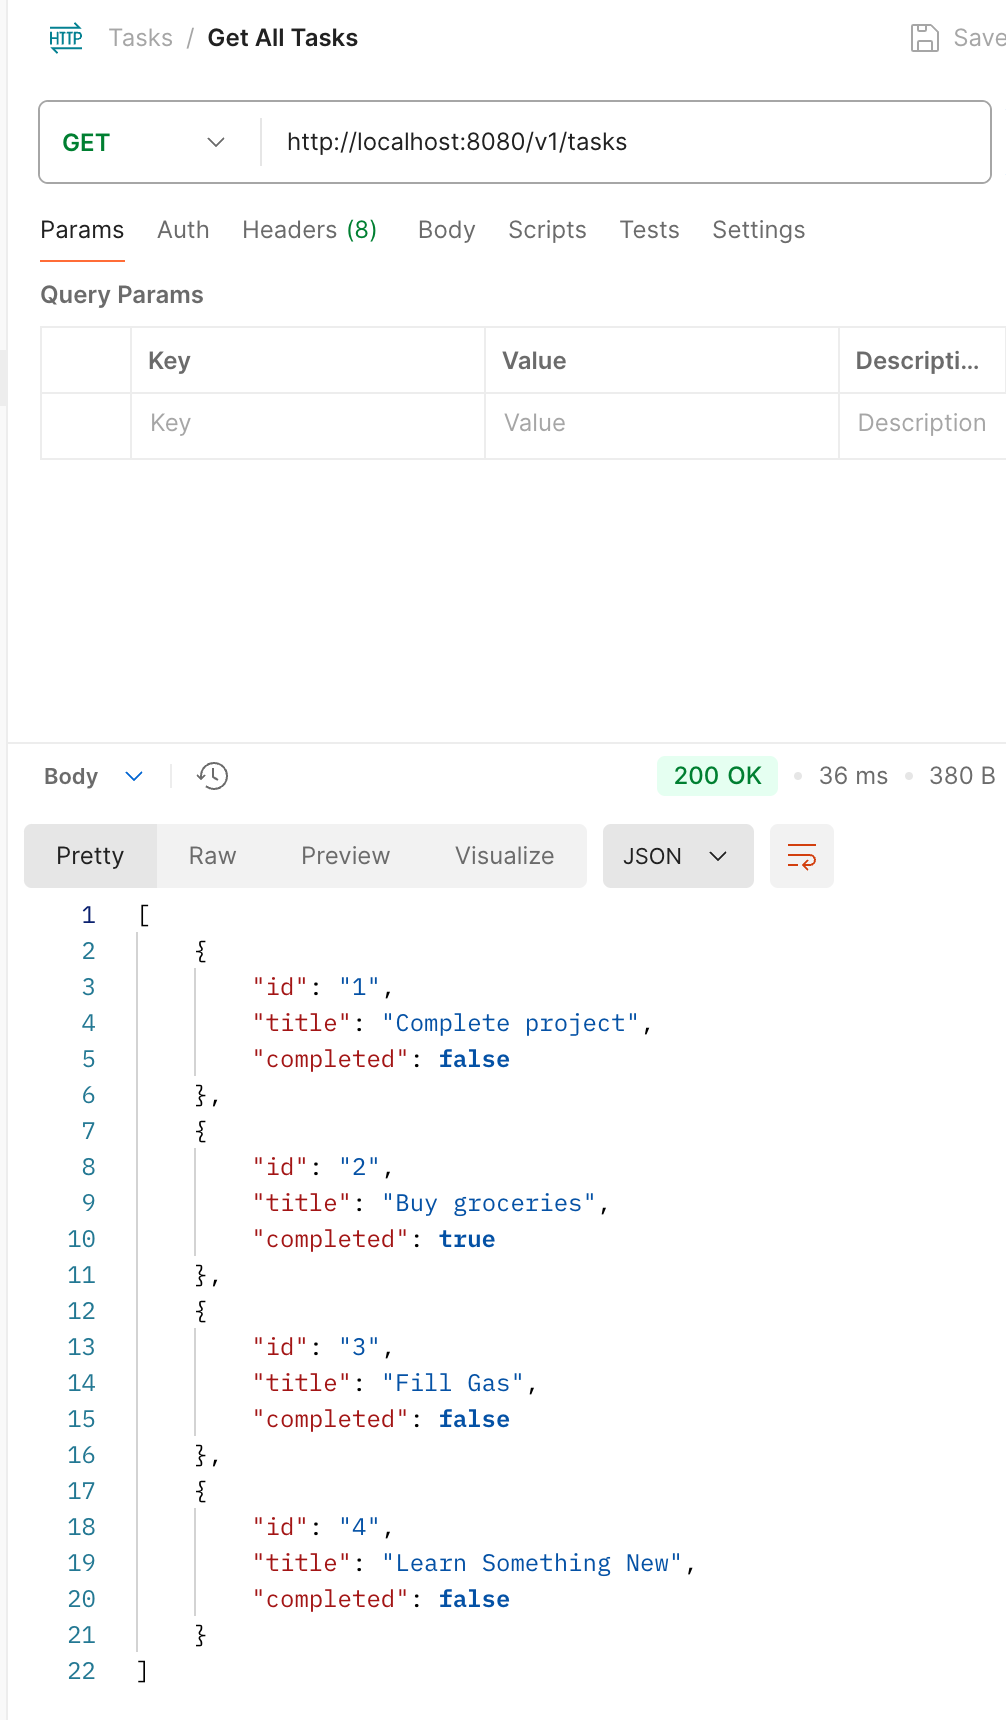 HTTP Tasks / Get All Tasks Save
GET http://localhost:8080/v1/tasks
Params Auth Headers (8) Body Scripts Tests Settings
Query Params
Key Value Descripti...
Key Value Description
Body 200 OK • 36 ms • 380 B
Pretty Raw Preview Visualize JSON
1 [
2 {
3 "id": "1",
4 "title": "Complete project",
5 "completed": false
6 },
7 {
8 "id": "2",
9 "title": "Buy groceries",
10 "completed": true
11 },
12 {
13 "id": "3",
14 "title": "Fill Gas",
15 "completed": false
16 },
17 {
18 "id": "4",
19 "title": "Learn Something New",
20 "completed": false
21 }
22 ]